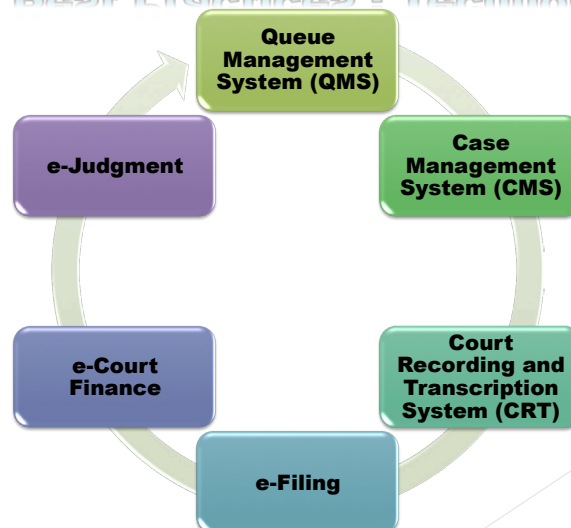 Queue
Management
System (QMS)
Case
Management
System (CMS)
Court
Recording and
Transcription
System (CRT)
e-Filing
e-Court
Finance
e-Judgment